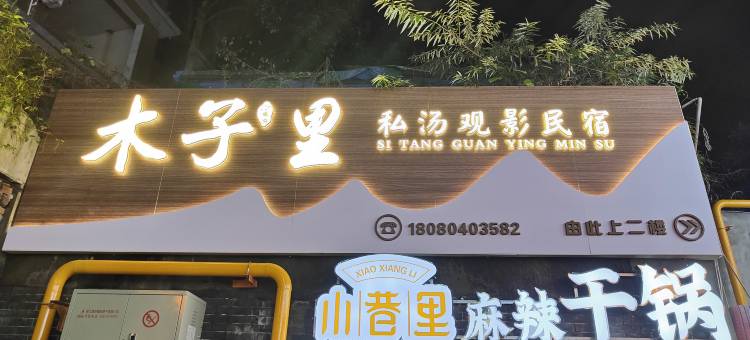 木子里
私汤观影民宿
SI TANG GUAN YING MIN SU
18080403582
由此上二楼
XIAO XIANG LI
小巷里
麻辣干锅